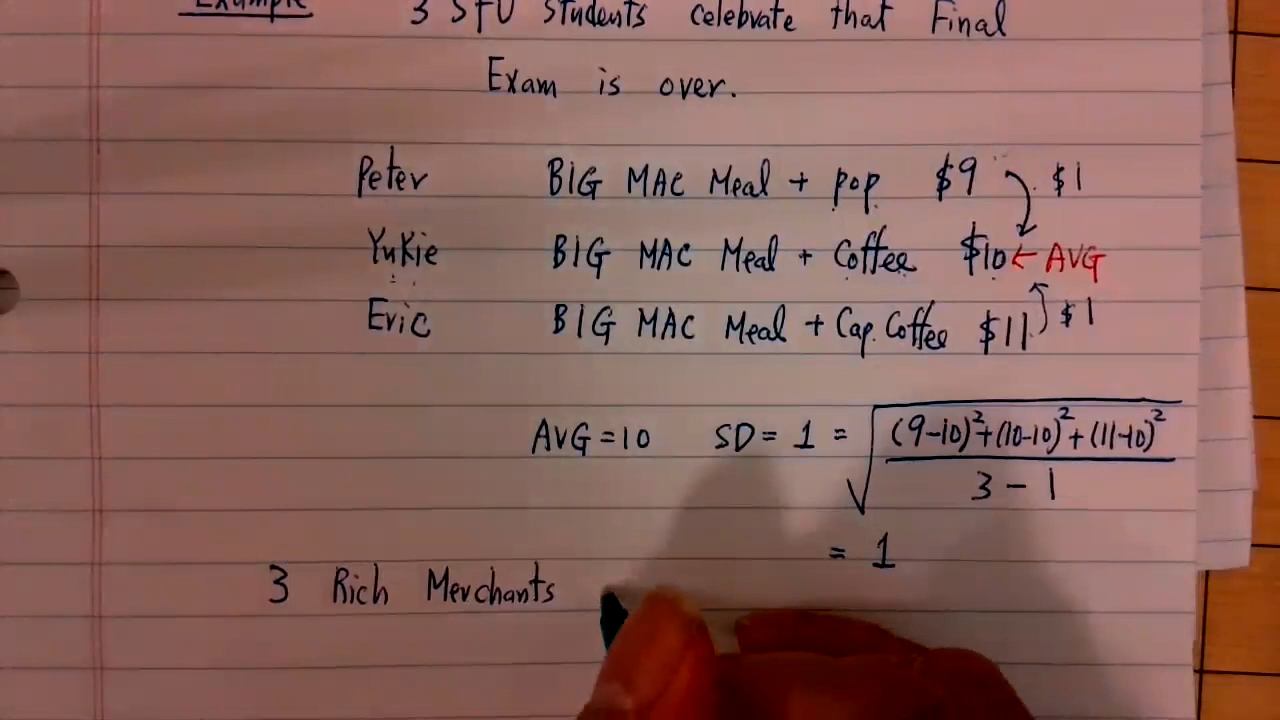 Example 3 SFU Students celebrate that Final
Exam is over.
Peter BIG MAC Meal + pop $9 $1
Yukie BIG MAC Meal + Coffee $10 ← AVG
Eric BIG MAC Meal + Cap. Coffee $11 $1
AVG = 10 SD = 1 = √((9-10)²+(10-10)²+(11-10)²
3 - 1
= 1
3 Rich Merchants